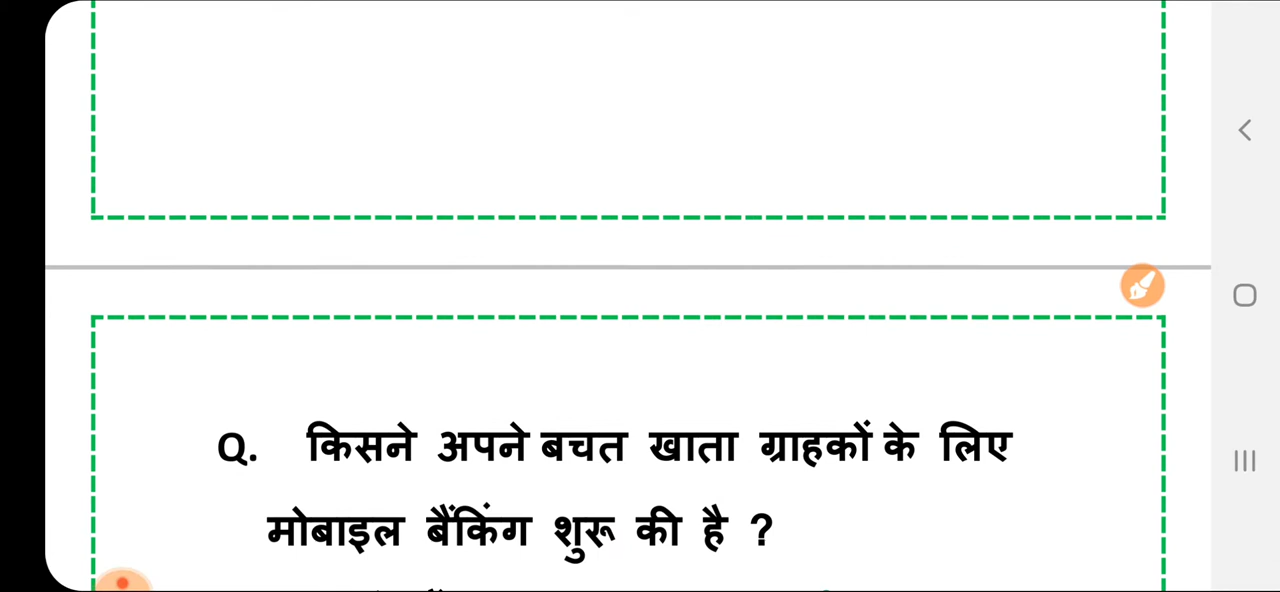 Q. किसने अपने बचत खाता ग्राहकों के लिए
मोबाइल बैंकिंग शुरू की है ?